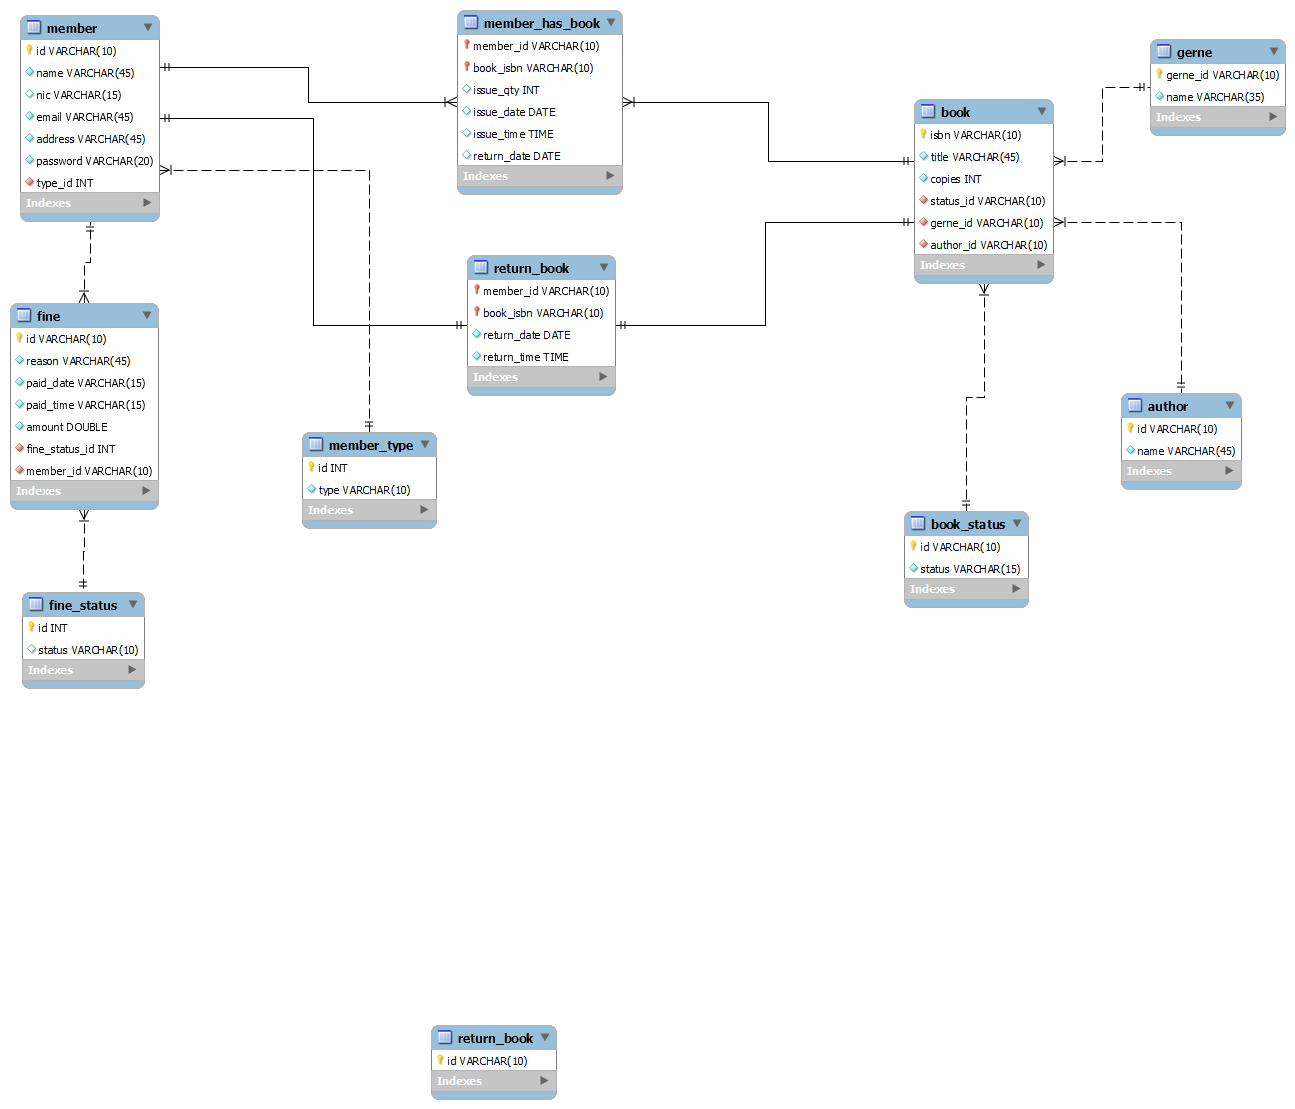 member
id VARCHAR(10)
name VARCHAR(45)
nic VARCHAR(15)
email VARCHAR(45)
address VARCHAR(45)
password VARCHAR(20)
type_id INT
Indexes
member_has_book
member_id VARCHAR(10)
book_isbn VARCHAR(10)
issue_qty INT
issue_date DATE
issue_time TIME
return_date DATE
Indexes
gerne
gerne_id VARCHAR(10)
name VARCHAR(35)
Indexes
book
isbn VARCHAR(10)
title VARCHAR(45)
copies INT
status_id VARCHAR(10)
gerne_id VARCHAR(10)
author_id VARCHAR(10)
Indexes
return_book
member_id VARCHAR(10)
book_isbn VARCHAR(10)
return_date DATE
return_time TIME
Indexes
fine
id VARCHAR(10)
reason VARCHAR(45)
paid_date VARCHAR(15)
paid_time VARCHAR(15)
amount DOUBLE
fine_status_id INT
member_id VARCHAR(10)
Indexes
member_type
id INT
type VARCHAR(10)
Indexes
author
id VARCHAR(10)
name VARCHAR(45)
Indexes
book_status
id VARCHAR(10)
status VARCHAR(15)
Indexes
fine_status
id INT
status VARCHAR(10)
Indexes
return_book
id VARCHAR(10)
Indexes